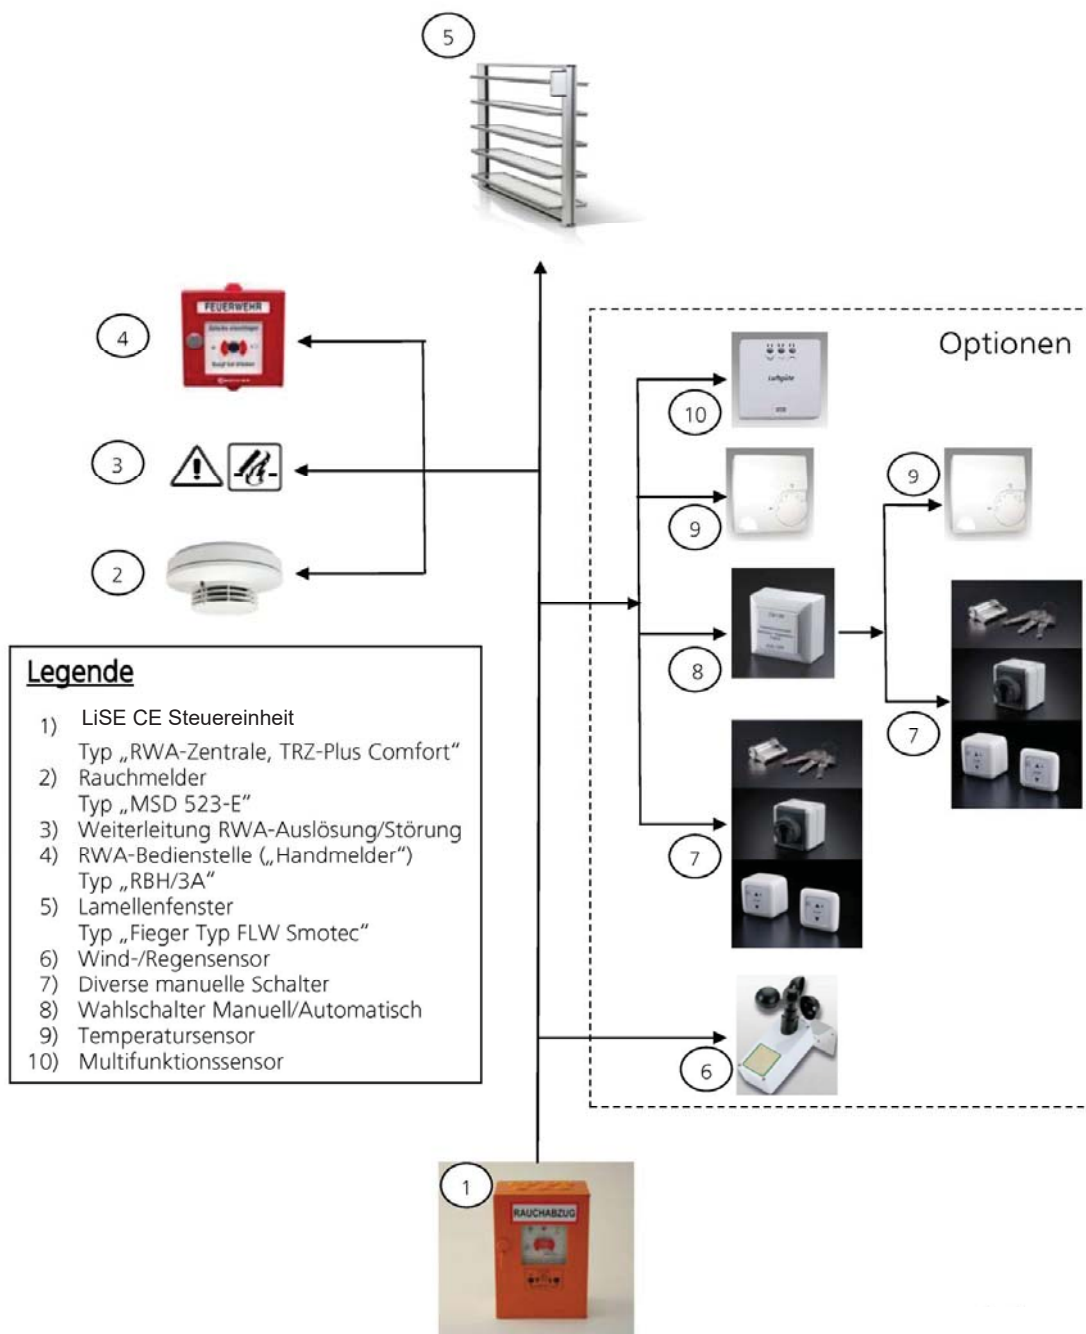 5
FEUERWEHR
4
Optionen
Luftgüte
10
3
9
9
2
8
7
7
Legende
1) LiSE CE Steuereinheit
Typ „RWA-Zentrale, TRZ-Plus Comfort“
2) Rauchmelder
Typ „MSD 523-E“
3) Weiterleitung RWA-Auslösung/Störung
4) RWA-Bedienstelle („Handmelder“)
Typ „RBH/3A“
5) Lamellenfenster
Typ „Fieger Typ FLW Smotec“
6) Wind-/Regensensor
7) Diverse manuelle Schalter
8) Wahlschalter Manuell/Automatisch
9) Temperatursensor
10) Multifunktionssensor
6
1
RAUCHABZUG